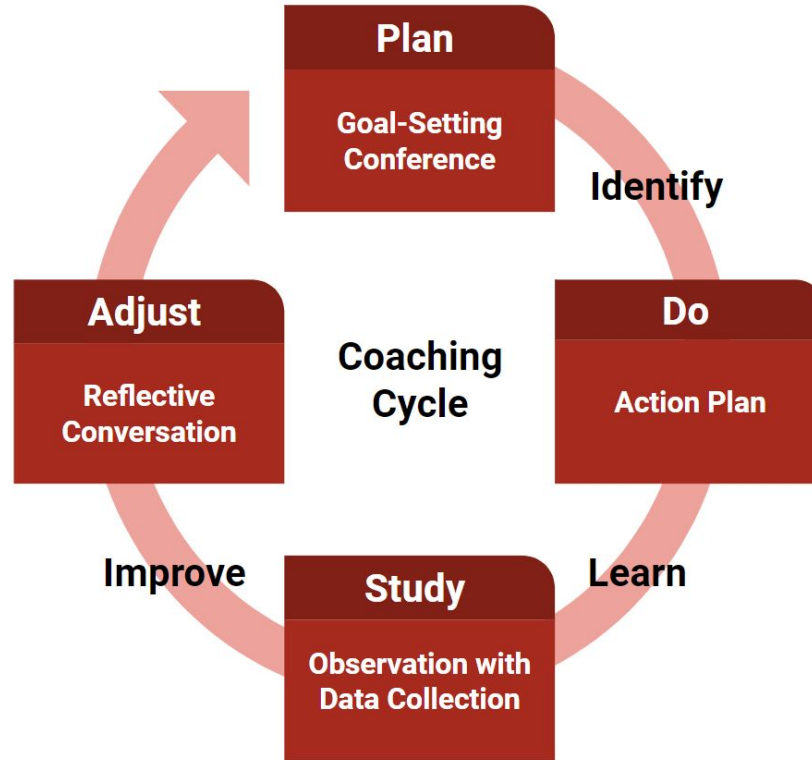 Plan
Goal-Setting
Conference
Identify
Do
Action Plan
Learn
Study
Observation with
Data Collection
Improve
Adjust
Reflective
Conversation
Coaching
Cycle